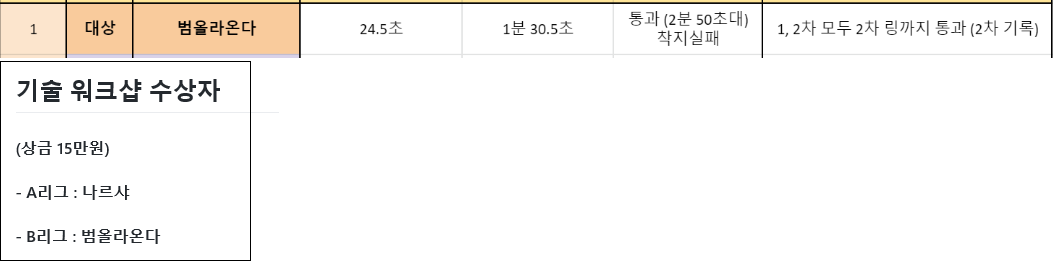 1 대상 범올라온다 24.5초 1분 30.5초 통과 (2분 50초대) 1, 2차 모두 2차 링까지 통과 (2차 기록)
착지실패
기술 워크샵 수상자
(상금 15만원)
- A리그 : 나르샤
- B리그 : 범올라온다